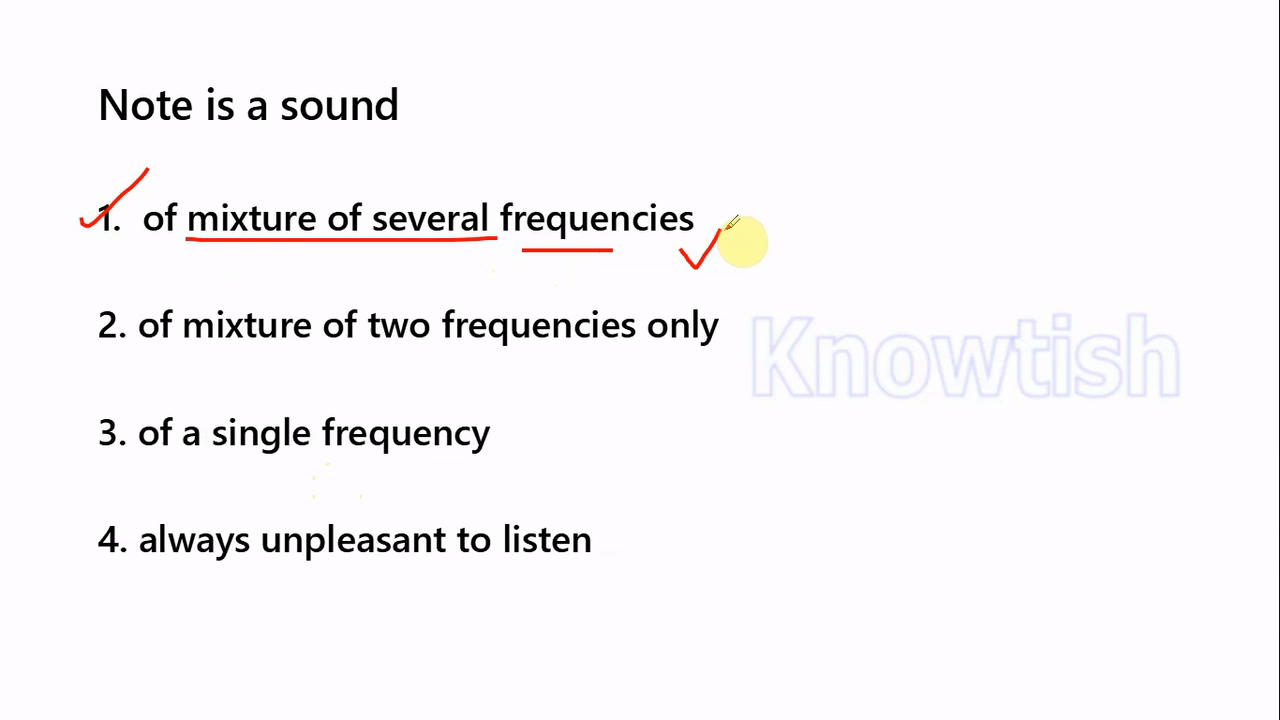 Note is a sound
1. of mixture of several frequencies
2. of mixture of two frequencies only
Knowtish
3. of a single frequency
4. always unpleasant to listen